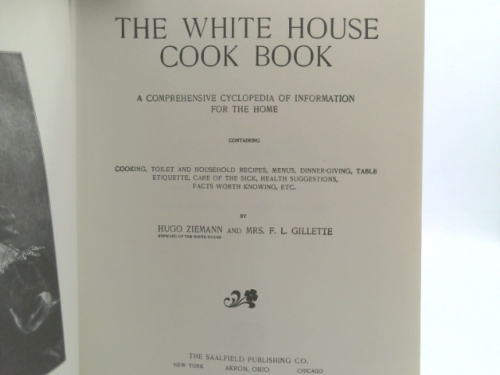 THE WHITE HOUSE
COOK BOOK
A COMPREHENSIVE CYCLOPEDIA OF INFORMATION
FOR THE HOME
CONTAINING
COOKING, TOILET AND HOUSEHOLD RECIPES, MENUS, DINNER-GIVING, TABLE
ETIQUETTE, CARE OF THE SICK, HEALTH SUGGESTIONS,
FACTS WORTH KNOWING, ETC.
BY
HUGO ZIEMANN AND MRS. F. L. GILLETTE
STEWARD OF THE WHITE HOUSE
THE SAALFIELD PUBLISHING CO.
NEW YORK AKRON, OHIO CHICAGO